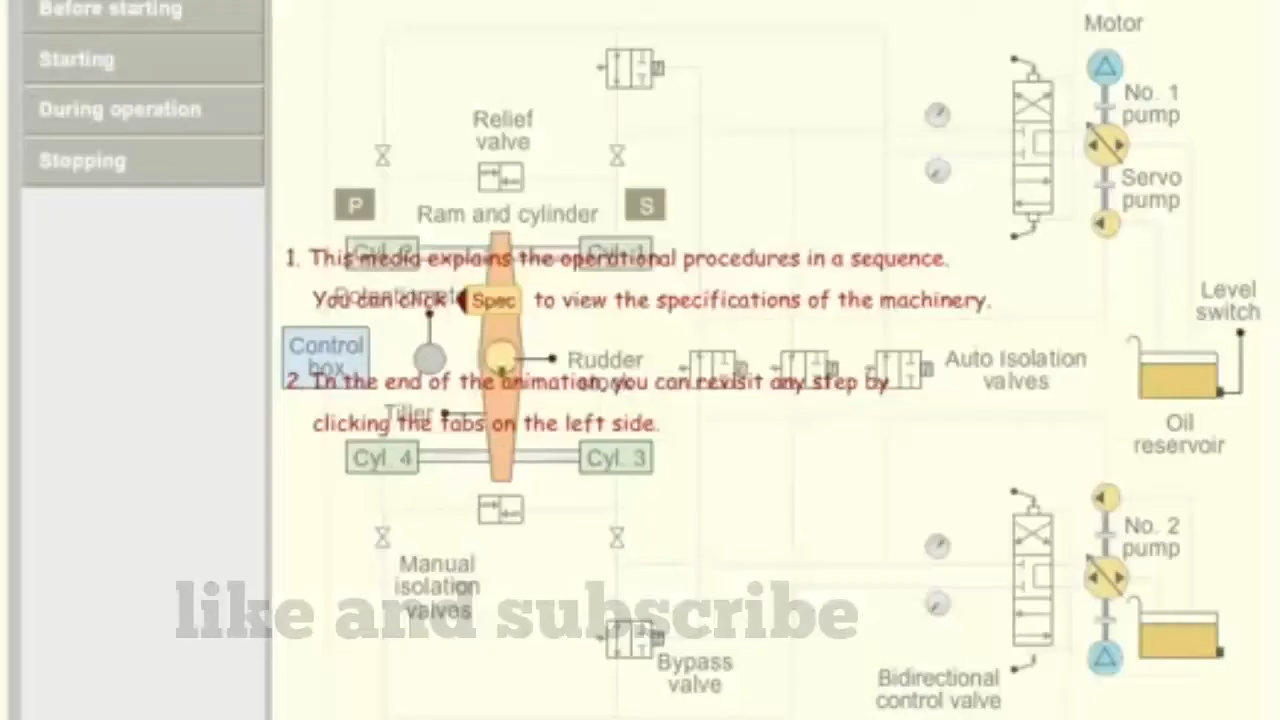 Before starting
Starting
During operation
Stopping
Motor
No. 1
pump
Servo
pump
Relief
valve
P
S
Ram and cylinder
Cyl. 1
1. This media explains the operational procedures in a sequence.
You can click Spec to view the specifications of the machinery.
Level
switch
Control
box
Rudder
Auto Isolation
valves
2. In the end of the animation, you can revisit any step by
Tiller
clicking the tabs on the left side.
Oil
reservoir
Cyl. 4
Cyl. 3
No. 2
pump
Manual
isolation
valves
like and subscribe
Bypass
valve
Bidirectional
control valve